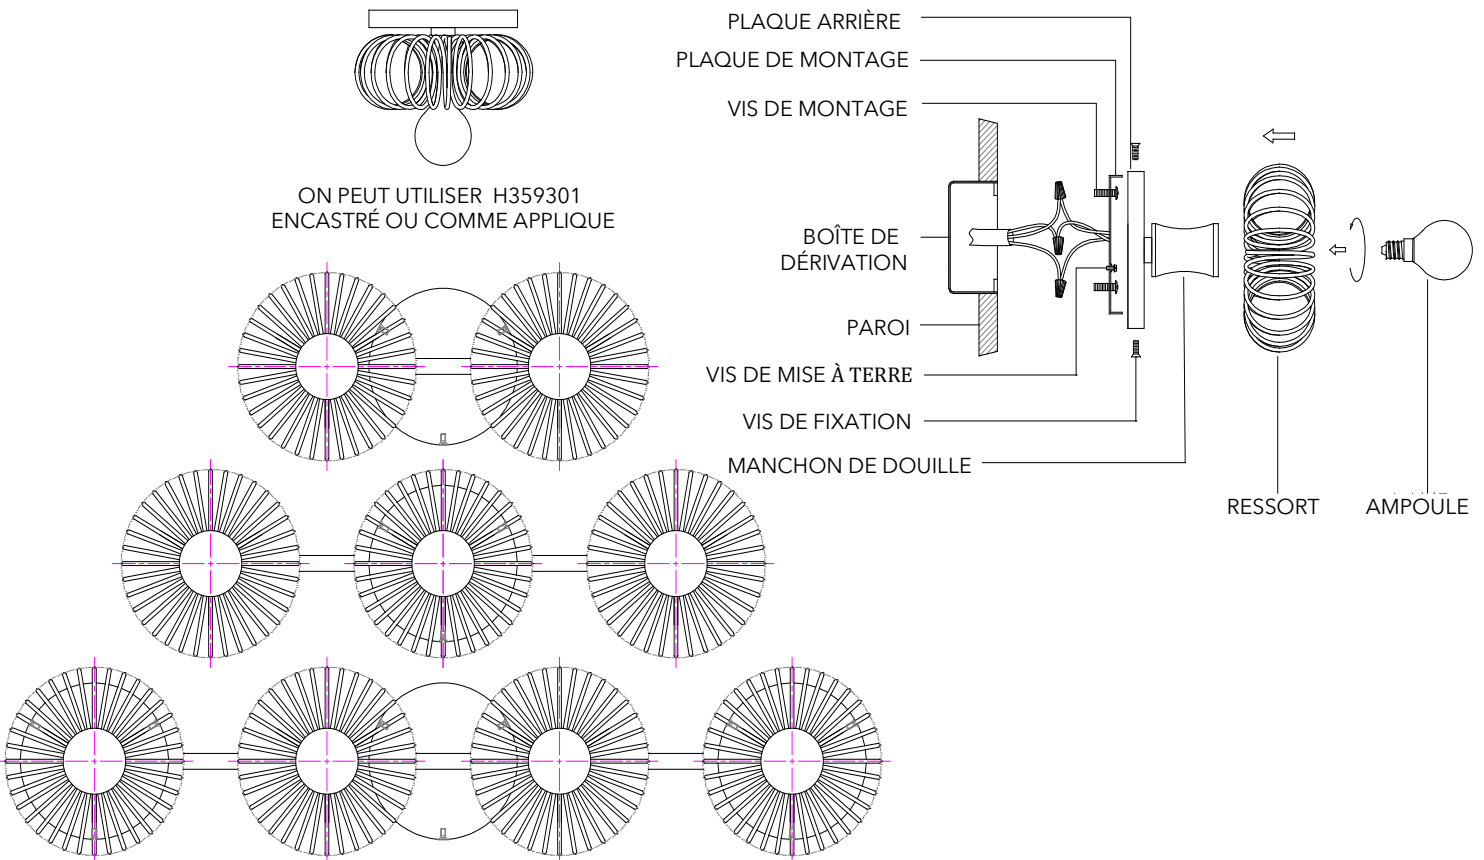 PLAQUE ARRIÈRE
PLAQUE DE MONTAGE
VIS DE MONTAGE
ON PEUT UTILISER H359301
ENCASTRÉ OU COMME APPLIQUE
BOÎTE DE
DÉRIVATION
PAROI
VIS DE MISE À TERRE
VIS DE FIXATION
MANCHON DE DOUILLE
RESSORT
AMPOULE